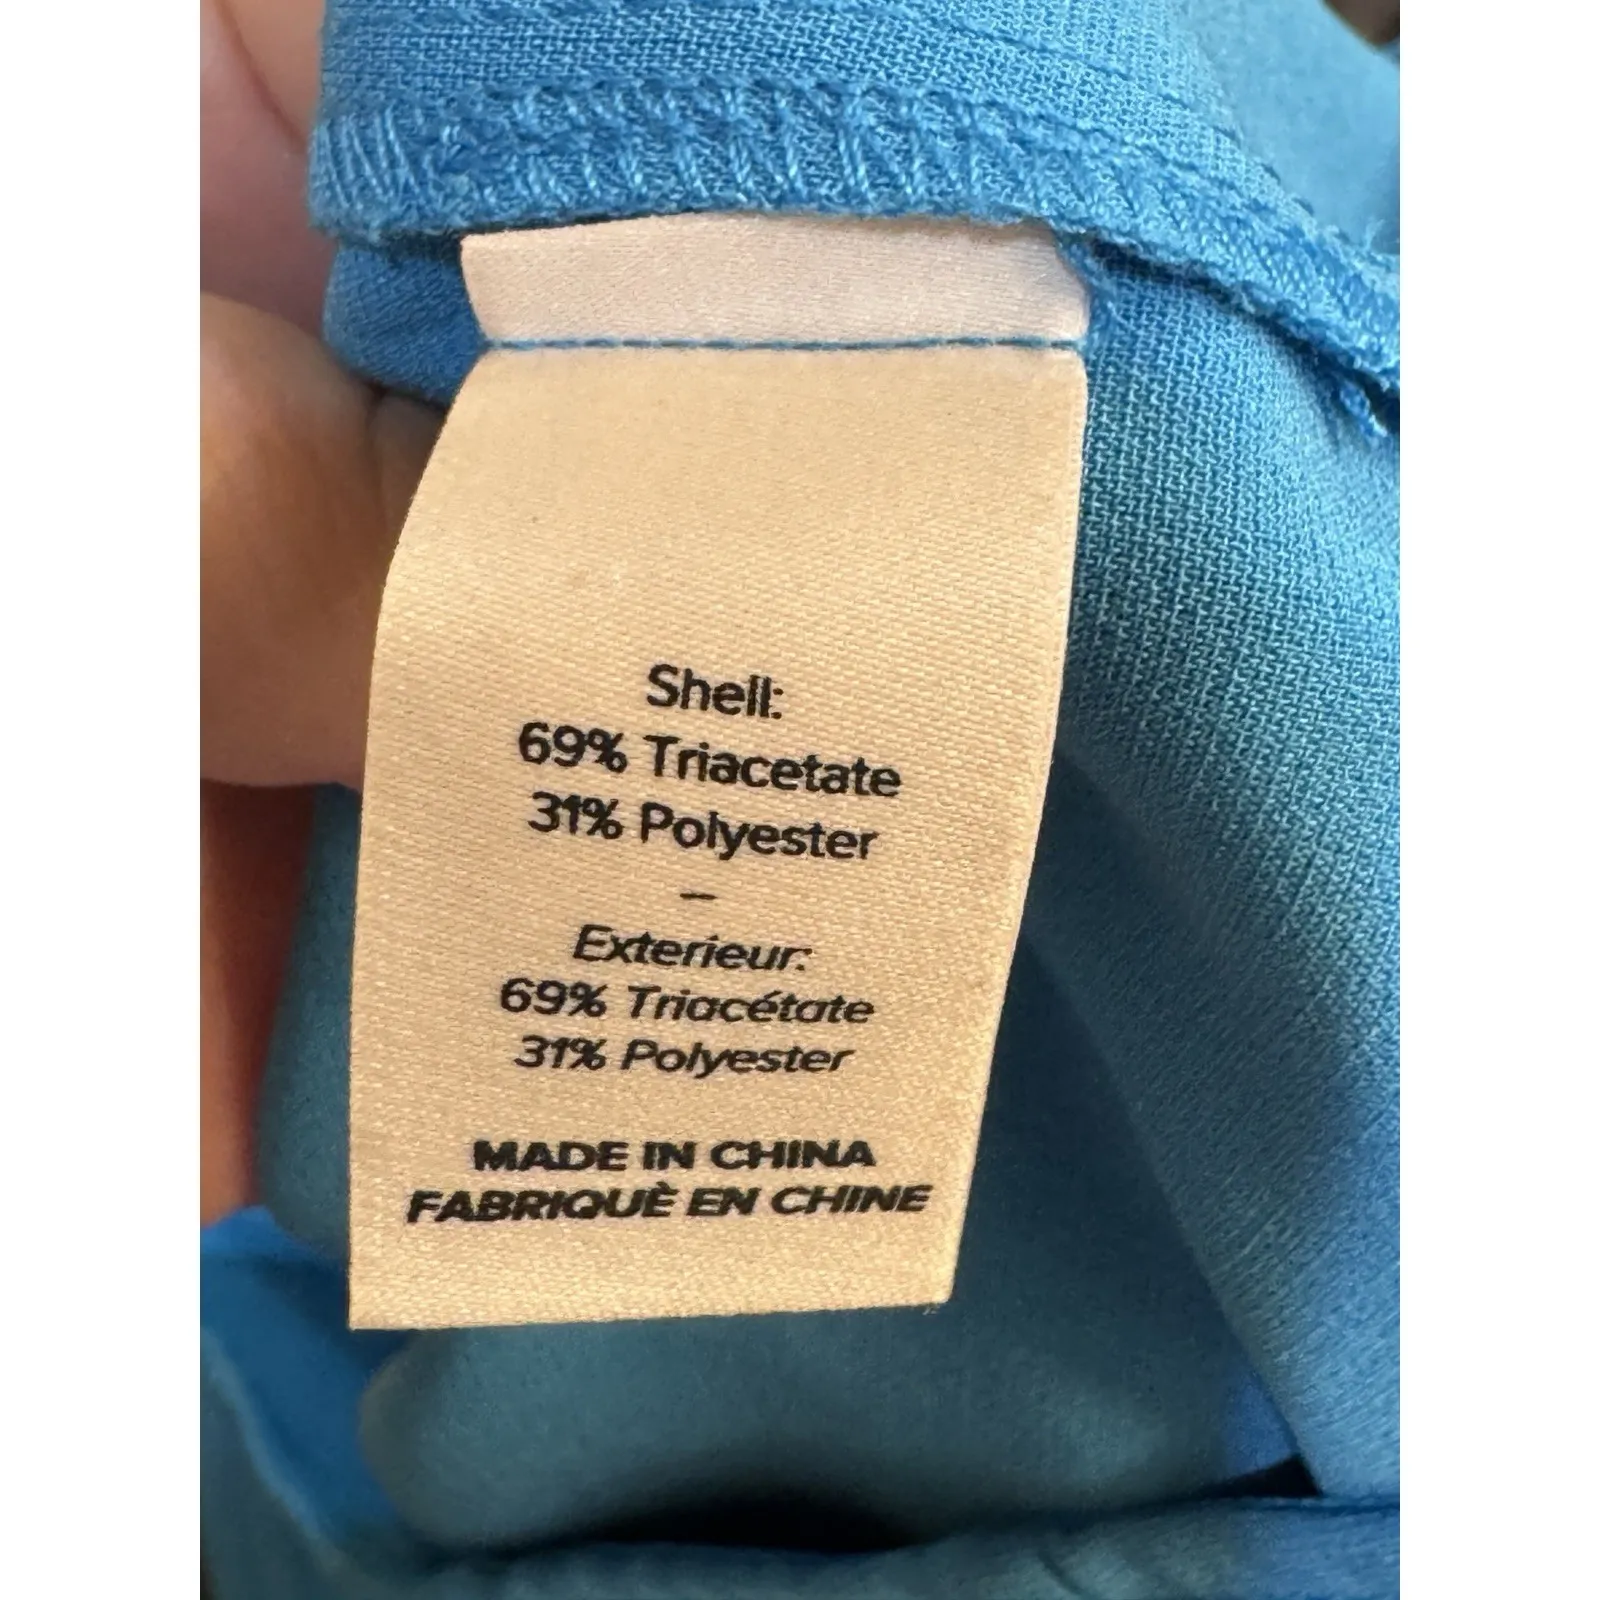 Shell:
69% Triacetate
31% Polyester
–
Exterieur:
69% Triacétate
31% Polyester
MADE IN CHINA
FABRIQUÈ EN CHINE